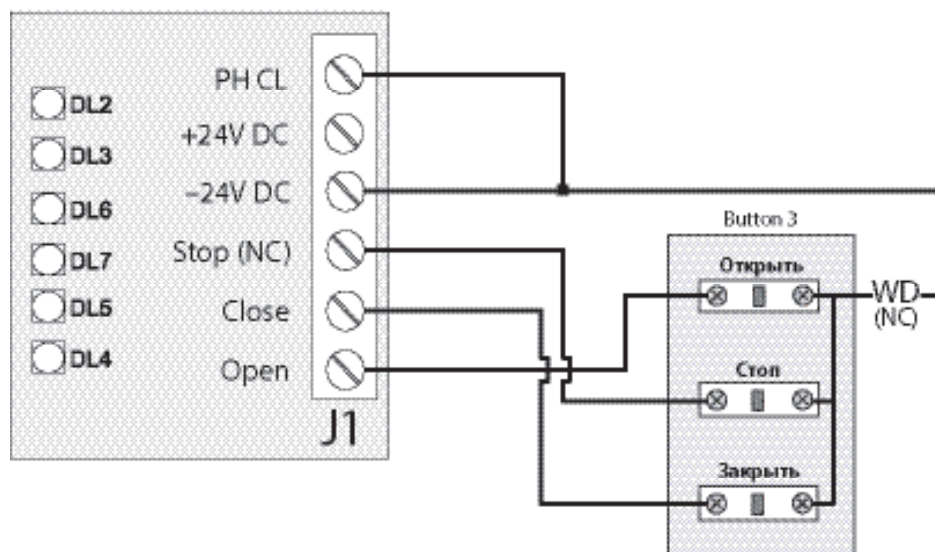 DL2
DL3
DL6
DL7
DL5
DL4
PH CL
+24V DC
–24V DC
Stop (NC)
Close
Open
J1
Button 3
Открыть
Стоп
Закрыть
WD
(NC)